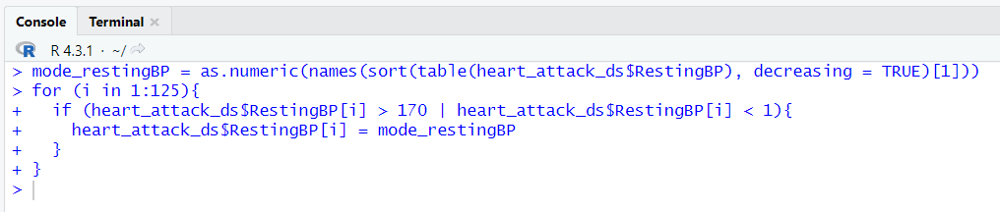 Console Terminal
R 4.3.1 · ~/
> mode_restingBP = as.numeric(names(sort(table(heart_attack_ds$RestingBP), decreasing = TRUE)[1]))
> for (i in 1:125){
+   if (heart_attack_ds$RestingBP[i] > 170 | heart_attack_ds$RestingBP[i] < 1){
+     heart_attack_ds$RestingBP[i] = mode_restingBP
+   }
+ }
>